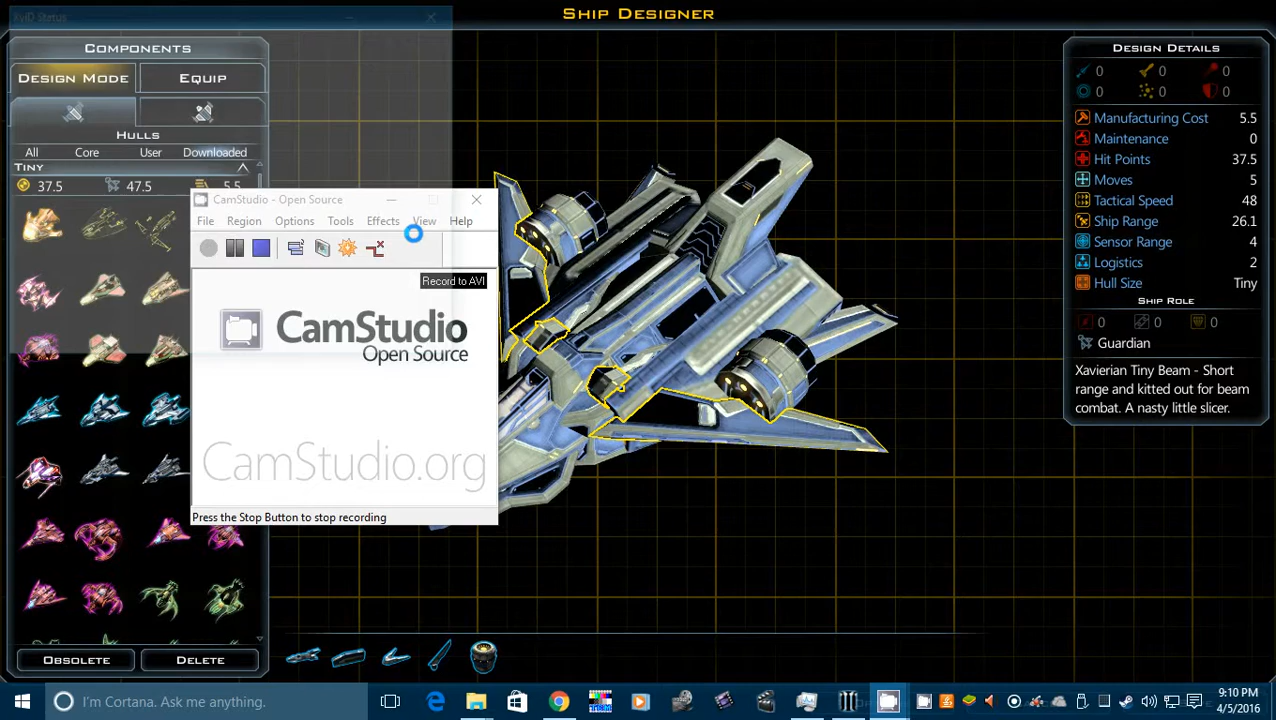 XviD Status
SHIP DESIGNER
COMPONENTS
DESIGN MODE
EQUIP
HULLS
All
Core
User
Downloaded
TINY
37.5
47.5
5.5
CamStudio - Open Source
File
Region
Options
Tools
Effects
View
Help
Record to AVI
CamStudio
Open Source
CamStudio.org
Press the Stop Button to stop recording
OBSOLETE
DELETE
DESIGN DETAILS
0
0
0
0
0
0
Manufacturing Cost 5.5
Maintenance 0
Hit Points 37.5
Moves 5
Tactical Speed 48
Ship Range 26.1
Sensor Range 4
Logistics 2
Hull Size Tiny
SHIP ROLE
0
0
0
Guardian
Xavierian Tiny Beam - Short
range and kitted out for beam
combat. A nasty little slicer.
I'm Cortana. Ask me anything.
9:10 PM
4/5/2016